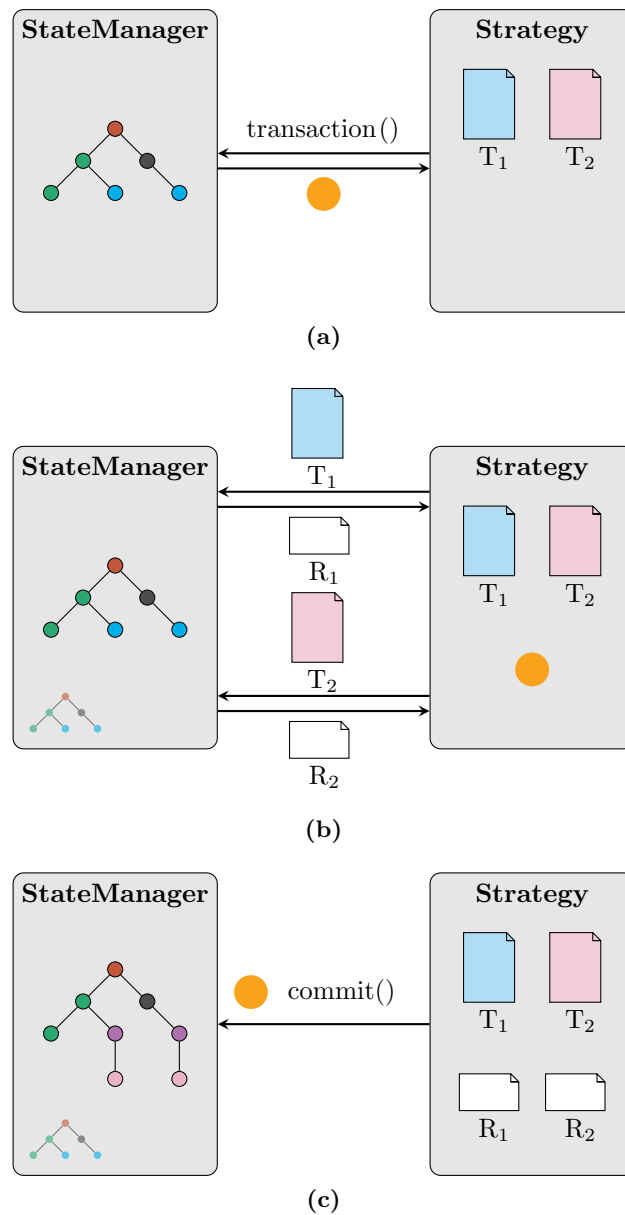 StateManager
Strategy
transaction()
T₁
T₂
(a)
T₁
StateManager
Strategy
R₁
T₁
T₂
T₂
R₂
(b)
StateManager
Strategy
commit()
T₁
T₂
R₁
R₂
(c)